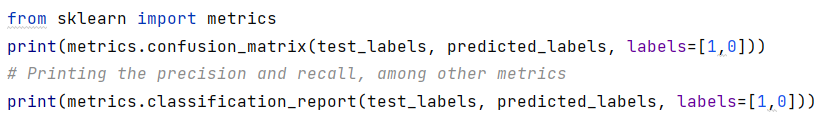 from sklearn import metrics
print(metrics.confusion_matrix(test_labels, predicted_labels, labels=[1,0]))
# Printing the precision and recall, among other metrics
print(metrics.classification_report(test_labels, predicted_labels, labels=[1,0]))